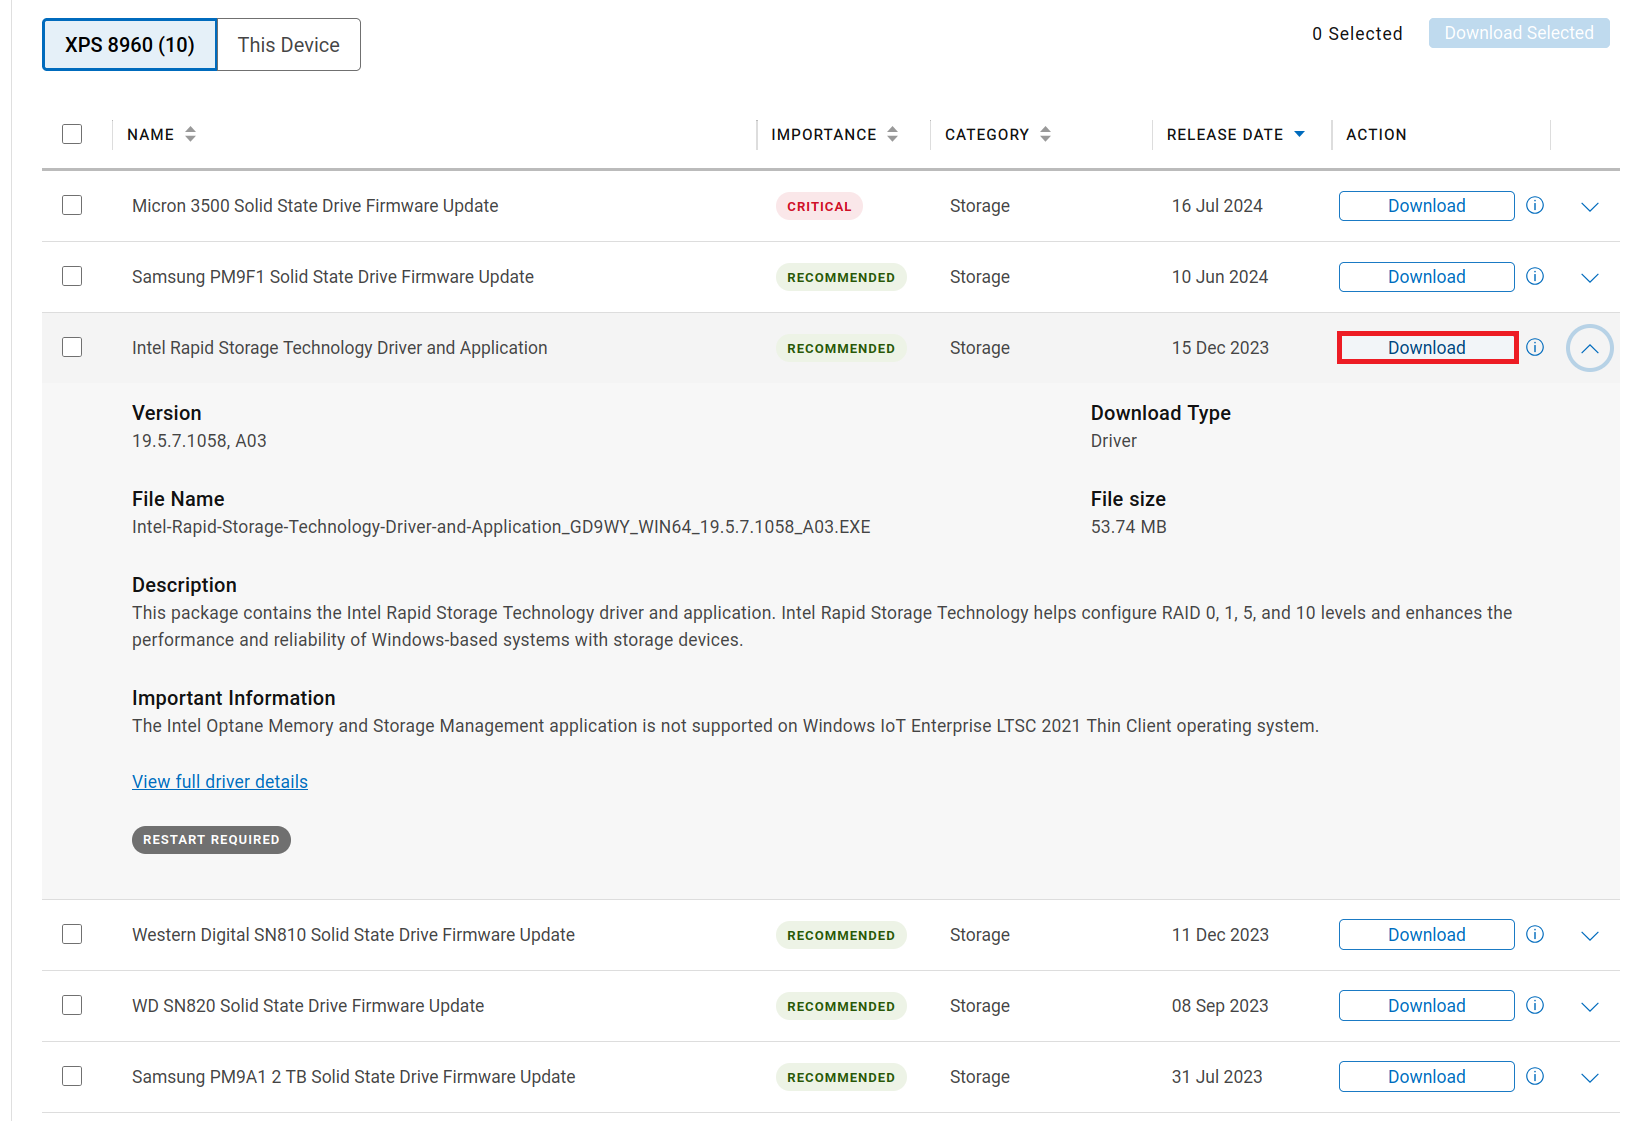 XPS 8960 (10) This Device 0 Selected Download Selected
NAME IMPORTANCE CATEGORY RELEASE DATE ACTION
Micron 3500 Solid State Drive Firmware Update CRITICAL Storage 16 Jul 2024 Download
Samsung PM9F1 Solid State Drive Firmware Update RECOMMENDED Storage 10 Jun 2024 Download
Intel Rapid Storage Technology Driver and Application RECOMMENDED Storage 15 Dec 2023 Download
Version Download Type
19.5.7.1058, A03 Driver
File Name File size
Intel-Rapid-Storage-Technology-Driver-and-Application_GD9WY_WIN64_19.5.7.1058_A03.EXE 53.74 MB
Description
This package contains the Intel Rapid Storage Technology driver and application. Intel Rapid Storage Technology helps configure RAID 0, 1, 5, and 10 levels and enhances the
performance and reliability of Windows-based systems with storage devices.
Important Information
The Intel Optane Memory and Storage Management application is not supported on Windows IoT Enterprise LTSC 2021 Thin Client operating system.
View full driver details
RESTART REQUIRED
Western Digital SN810 Solid State Drive Firmware Update RECOMMENDED Storage 11 Dec 2023 Download
WD SN820 Solid State Drive Firmware Update RECOMMENDED Storage 08 Sep 2023 Download
Samsung PM9A1 2 TB Solid State Drive Firmware Update RECOMMENDED Storage 31 Jul 2023 Download